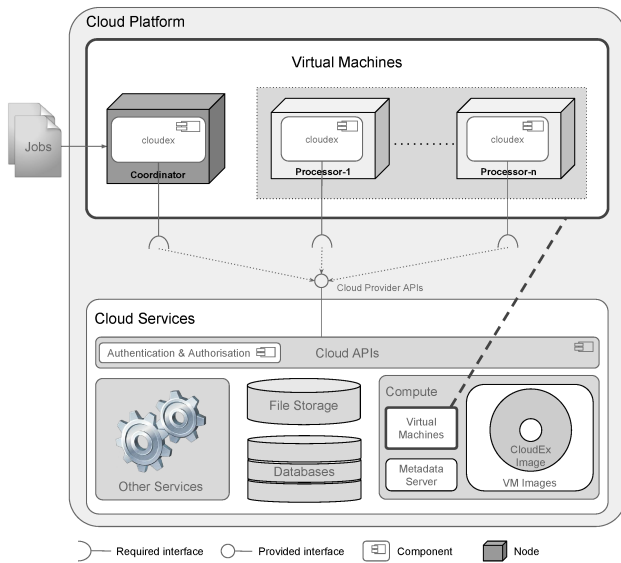 Cloud Platform
Virtual Machines
Jobs
cloudex
Coordinator
cloudex
Processor-1
cloudex
Processor-n
Cloud Provider APIs
Cloud Services
Authentication & Authorisation
Cloud APIs
Other Services
File Storage
Databases
Compute
Virtual
Machines
Metadata
Server
CloudEx
Image
VM Images
Required interface
Provided interface
Component
Node